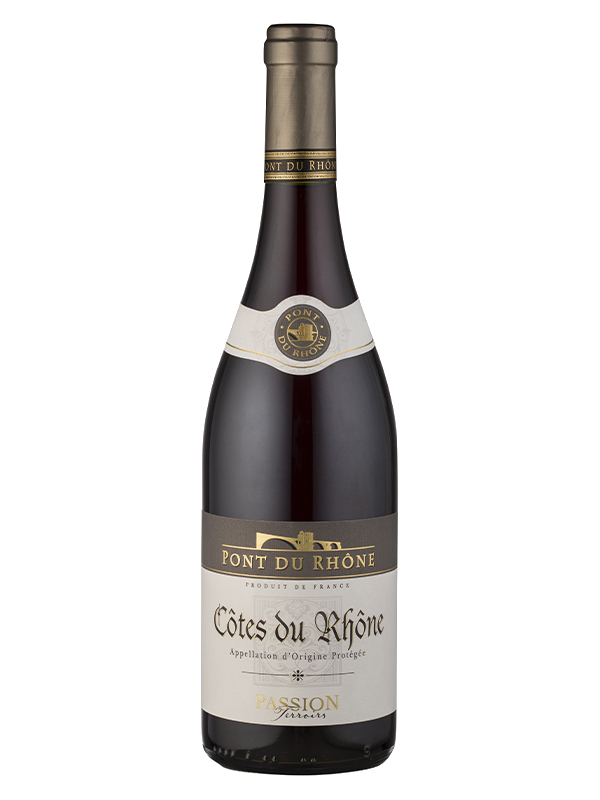 PONT DU RHÔN
PONT
DU RHÔNE
PONT DU RHÔNE
PRODUIT DE FRANCE
Côtes du Rhône
Appellation d'Origine Protégée
PASSION
Terroirs